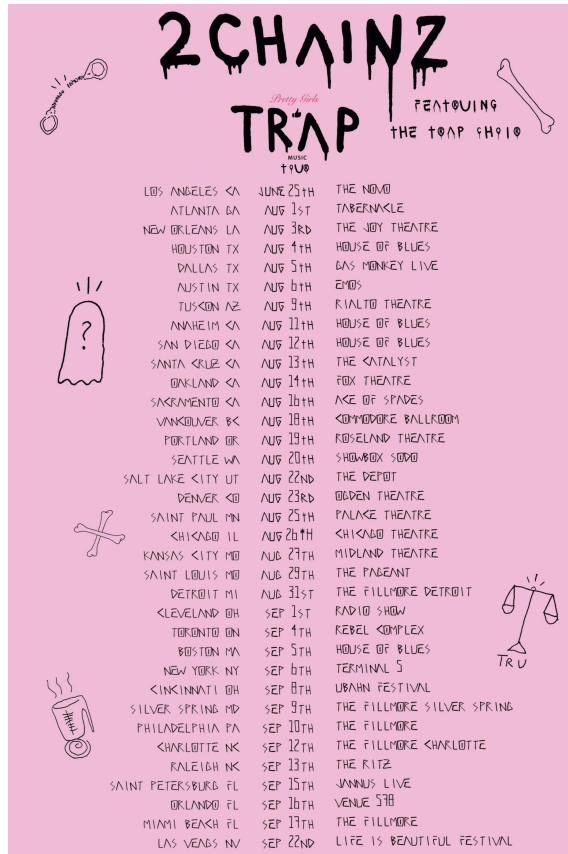 2 CHAINZ
Pretty Girls
TRAP
MUSIC
TOUR
FEATURING
THE TRAP CHOIR
LOS ANGELES CA JUNE 25TH THE NOVO
ATLANTA GA AUG 1ST TABERNACLE
NEW ORLEANS LA AUG 3RD THE JOY THEATRE
HOUSTON TX AUG 4TH HOUSE OF BLUES
DALLAS TX AUG 5TH GAS MONKEY LIVE
AUSTIN TX AUG 6TH EMOS
TUSCON AZ AUG 9TH RIALTO THEATRE
ANAHEIM CA AUG 11TH HOUSE OF BLUES
SAN DIEGO CA AUG 12TH HOUSE OF BLUES
SANTA CRUZ CA AUG 13TH THE CATALYST
OAKLAND CA AUG 14TH FOX THEATRE
SACRAMENTO CA AUG 16TH ACE OF SPADES
VANCOUVER BC AUG 18TH COMMODORE BALLROOM
PORTLAND OR AUG 19TH ROSELAND THEATRE
SEATTLE WA AUG 20TH SHOWBOX SODO
SALT LAKE CITY UT AUG 22ND THE DEPOT
DENVER CO AUG 23RD OGDEN THEATRE
SAINT PAUL MN AUG 25TH PALACE THEATRE
CHICAGO IL AUG 26TH CHICAGO THEATRE
KANSAS CITY MO AUG 27TH MIDLAND THEATRE
SAINT LOUIS MO AUG 29TH THE PAGEANT
DETROIT MI AUG 31ST THE FILLMORE DETROIT
CLEVELAND OH SEP 1ST RADIO SHOW
TORONTO ON SEP 4TH REBEL COMPLEX
BOSTON MA SEP 5TH HOUSE OF BLUES
NEW YORK NY SEP 6TH TERMINAL 5
CINCINNATI OH SEP 8TH UBAHN FESTIVAL
SILVER SPRING MD SEP 9TH THE FILLMORE SILVER SPRING
PHILADELPHIA PA SEP 10TH THE FILLMORE
CHARLOTTE NC SEP 12TH THE FILLMORE CHARLOTTE
RALEIGH NC SEP 13TH THE RITZ
SAINT PETERSBURG FL SEP 15TH JANNUS LIVE
ORLANDO FL SEP 16TH VENUE 578
MIAMI BEACH FL SEP 17TH THE FILLMORE
LAS VEAGS NV SEP 22ND LIFE IS BEAUTIFUL FESTIVAL
?
TRU